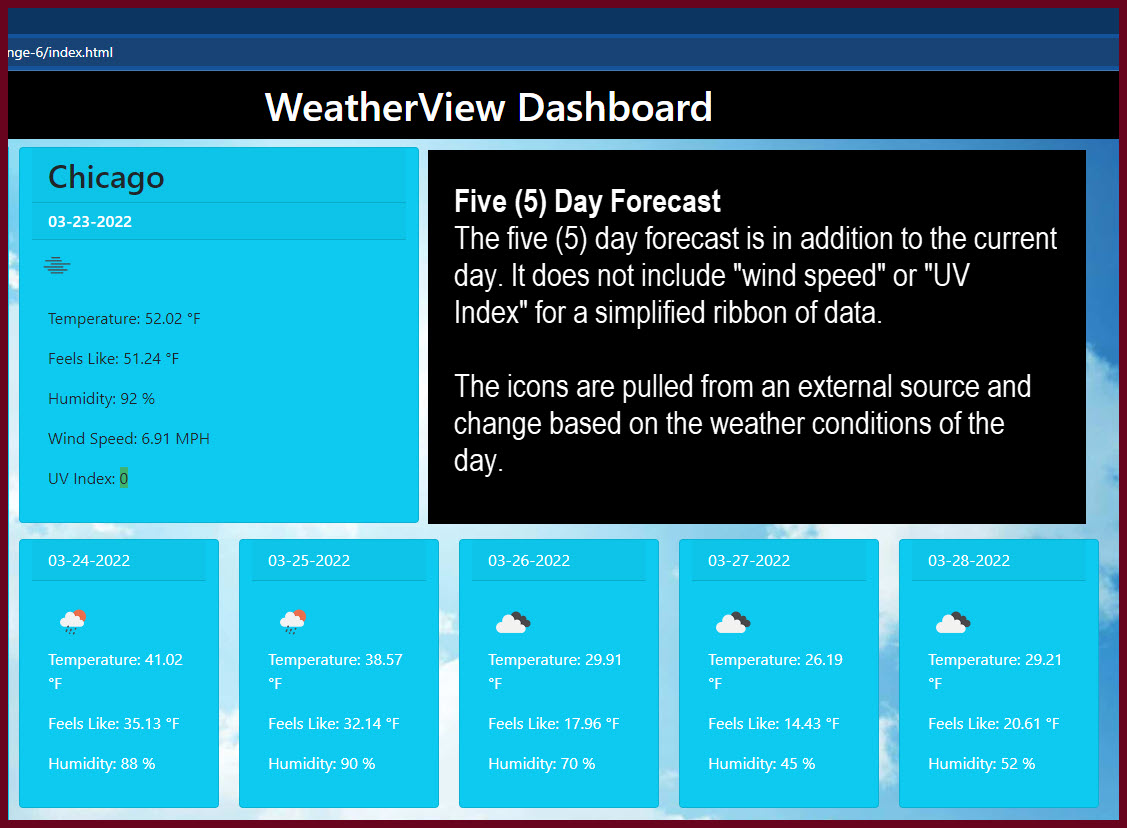 nge-6/index.html
WeatherView Dashboard
Chicago
03-23-2022
Temperature: 52.02 °F
Feels Like: 51.24 °F
Humidity: 92 %
Wind Speed: 6.91 MPH
UV Index: 0
Five (5) Day Forecast
The five (5) day forecast is in addition to the current
day. It does not include "wind speed" or "UV
Index" for a simplified ribbon of data.
The icons are pulled from an external source and
change based on the weather conditions of the
day.
03-24-2022
Temperature: 41.02
°F
Feels Like: 35.13 °F
Humidity: 88 %
03-25-2022
Temperature: 38.57
°F
Feels Like: 32.14 °F
Humidity: 90 %
03-26-2022
Temperature: 29.91
°F
Feels Like: 17.96 °F
Humidity: 70 %
03-27-2022
Temperature: 26.19
°F
Feels Like: 14.43 °F
Humidity: 45 %
03-28-2022
Temperature: 29.21
°F
Feels Like: 20.61 °F
Humidity: 52 %